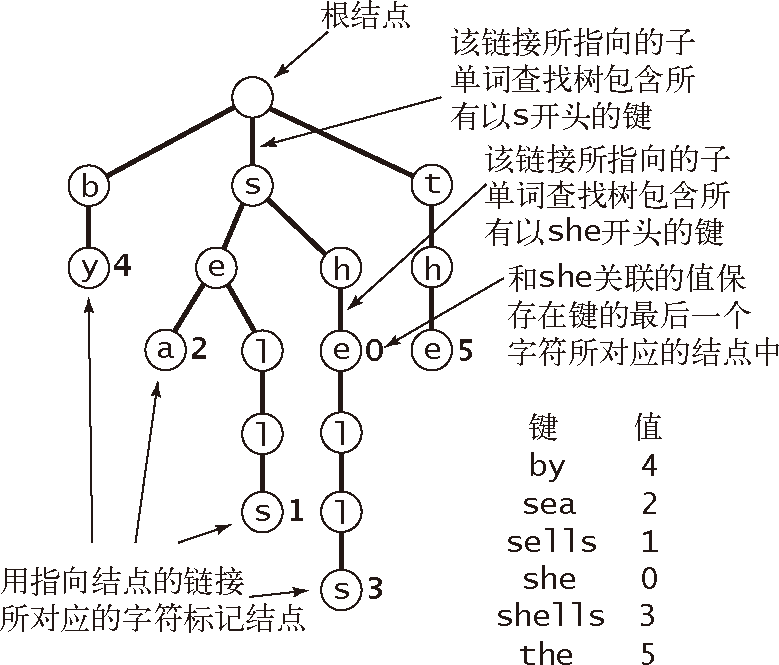 根结点
该链接所指向的子
单词查找树包含所
有以s开头的键
该链接所指向的子
单词查找树包含所
有以she开头的键
b s t
y 4 e h h
和she关联的值保
存在键的最后一个
字符所对应的结点中
a 2 l e 0 e 5
l l
s 1 l
s 3
用指向结点的链接
所对应的字符标记结点
键 值
by 4
sea 2
sells 1
she 0
shells 3
the 5